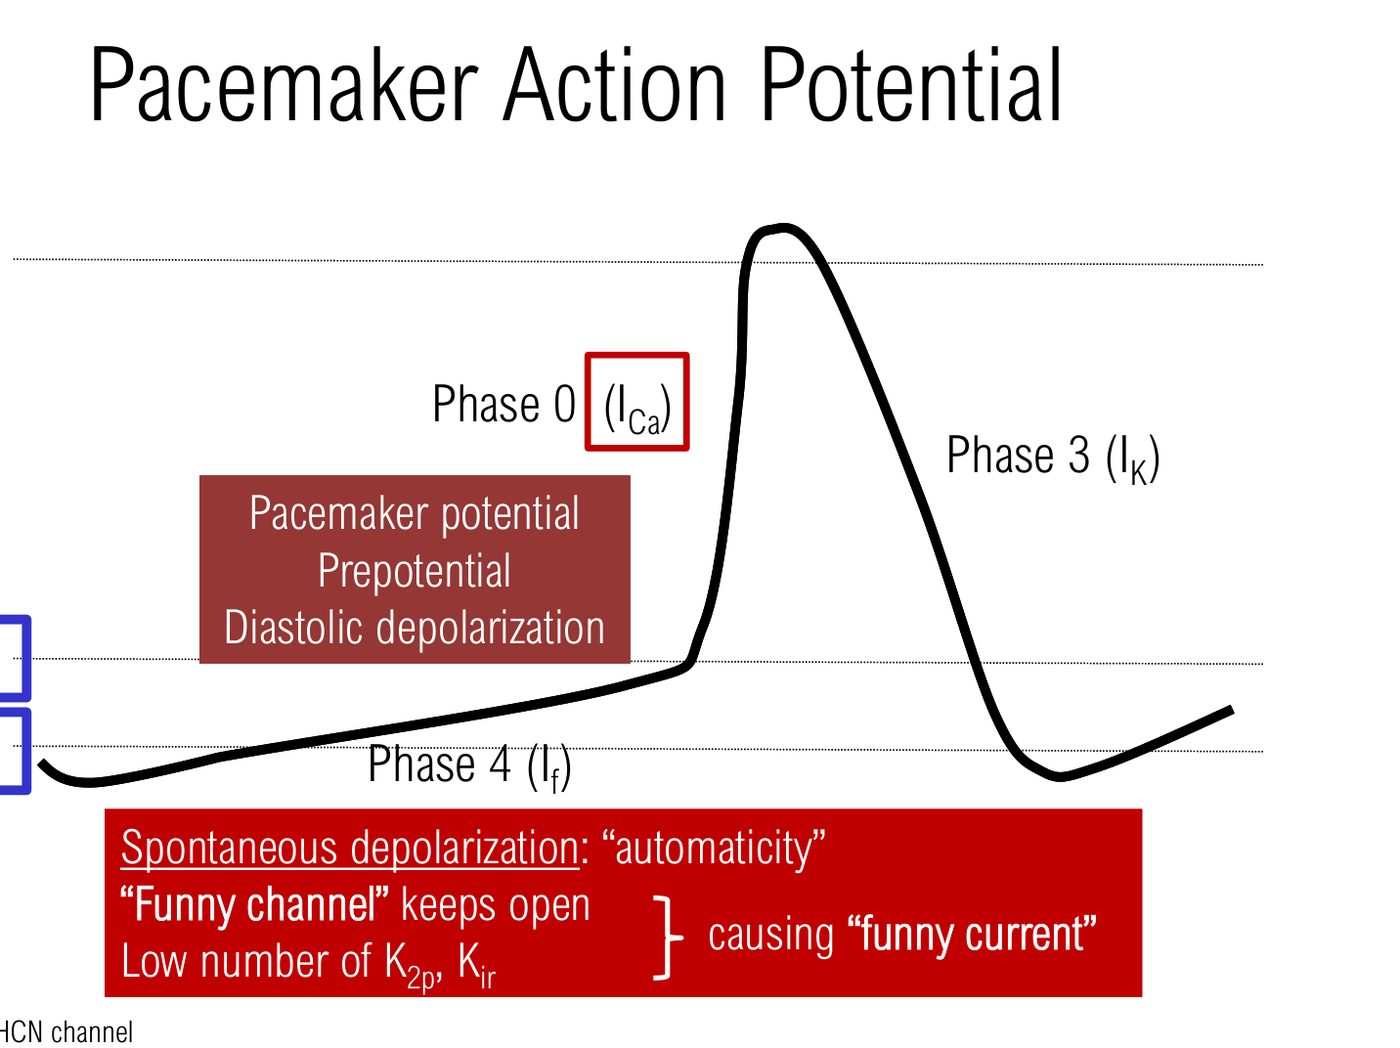 Pacemaker Action Potential
Phase 0 (ICa)
Phase 3 (IK)
Pacemaker potential
Prepotential
Diastolic depolarization
Phase 4 (If)
Spontaneous depolarization: “automaticity”
“Funny channel” keeps open
Low number of K2p, Kir
causing “funny current”
HCN channel